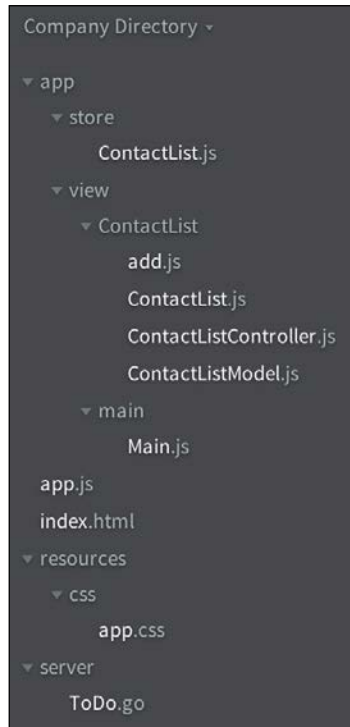 Company Directory
app
store
ContactList.js
view
ContactList
add.js
ContactList.js
ContactListController.js
ContactListModel.js
main
Main.js
app.js
index.html
resources
css
app.css
server
ToDo.go